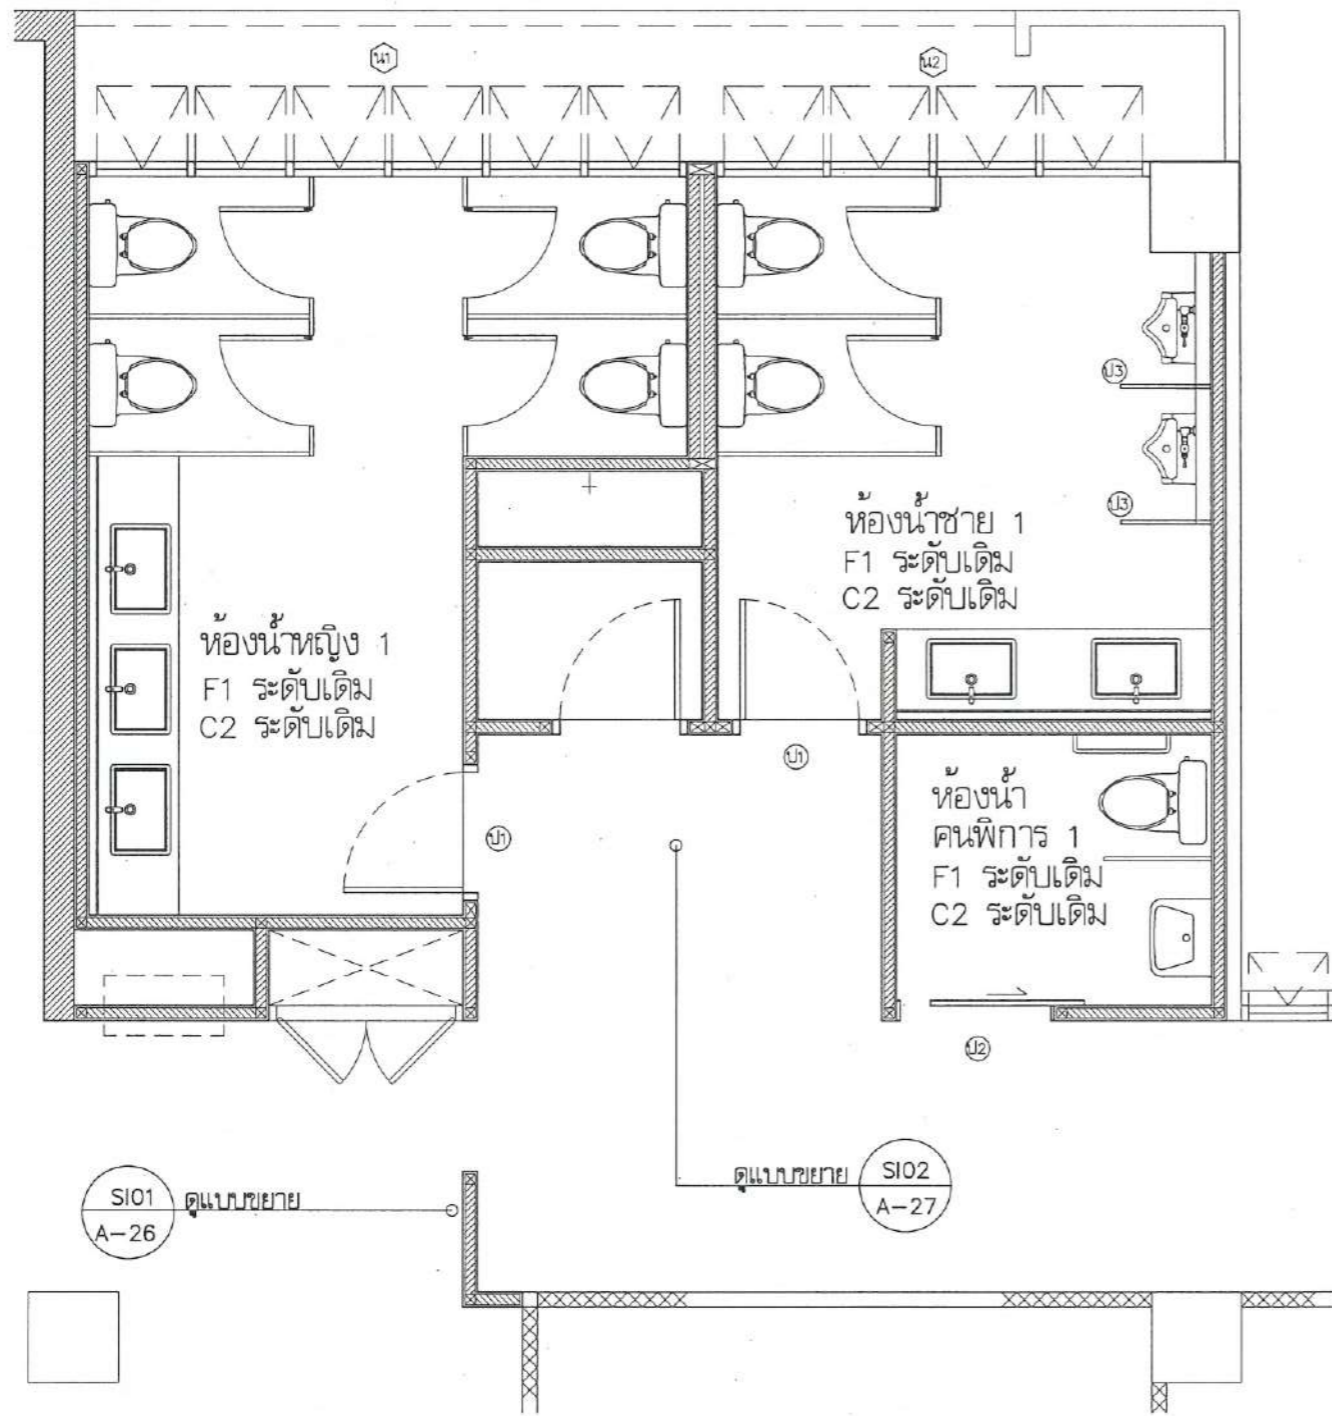 น1
น2
ป3
ป3
ห้องน้ำชาย 1
F1 ระดับเดิม
C2 ระดับเดิม
ห้องน้ำหญิง 1
F1 ระดับเดิม
C2 ระดับเดิม
ป1
ป1
ห้องน้ำ
คนพิการ 1
F1 ระดับเดิม
C2 ระดับเดิม
ป2
SI01
A-26
ดูแบบขยาย
ดูแบบขยาย
SI02
A-27